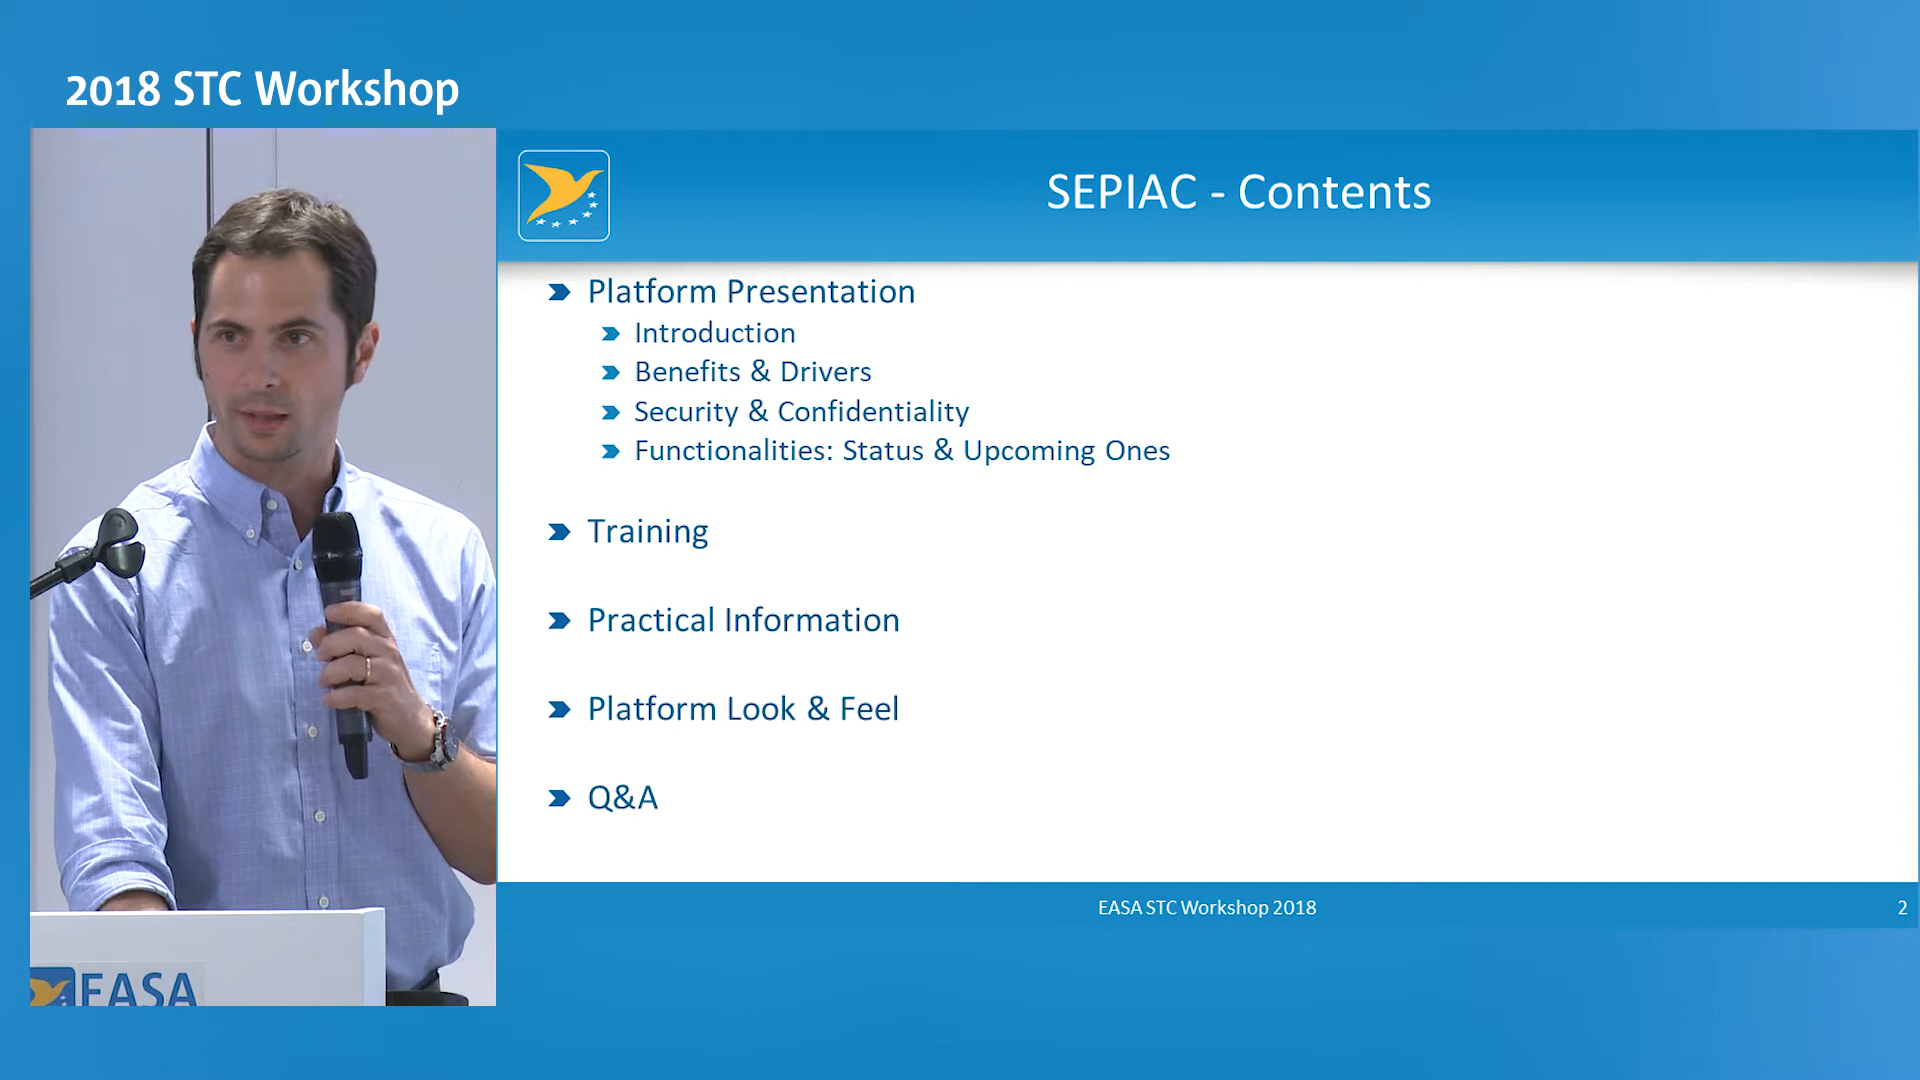 2018 STC Workshop
SEPIAC - Contents
Platform Presentation
Introduction
Benefits & Drivers
Security & Confidentiality
Functionalities: Status & Upcoming Ones
Training
Practical Information
Platform Look & Feel
Q&A
EASA STC Workshop 2018
2
EASA